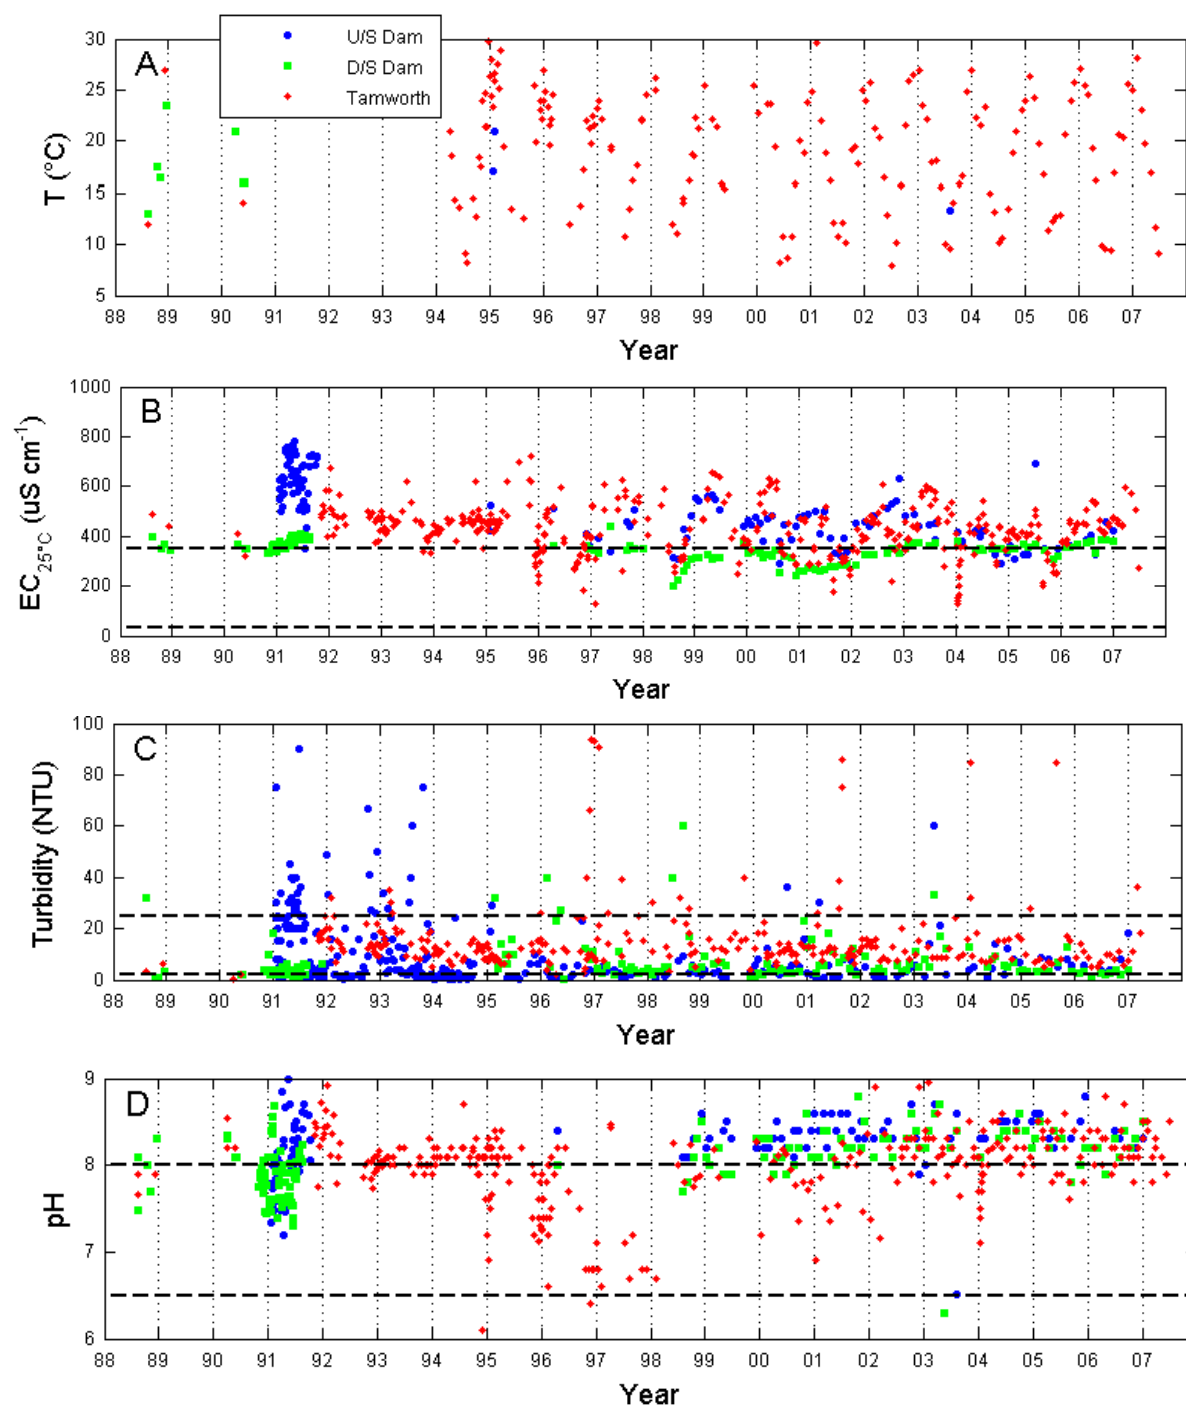 U/S Dam
D/S Dam
Tamworth
A
30
25
20
15
10
5
T (°C)
88 89 90 91 92 93 94 95 96 97 98 99 00 01 02 03 04 05 06 07
Year
B
1000
800
600
400
200
0
EC25°C (uS cm-1)
88 89 90 91 92 93 94 95 96 97 98 99 00 01 02 03 04 05 06 07
Year
C
100
80
60
40
20
0
Turbidity (NTU)
88 89 90 91 92 93 94 95 96 97 98 99 00 01 02 03 04 05 06 07
Year
D
9
8
7
6
pH
88 89 90 91 92 93 94 95 96 97 98 99 00 01 02 03 04 05 06 07
Year